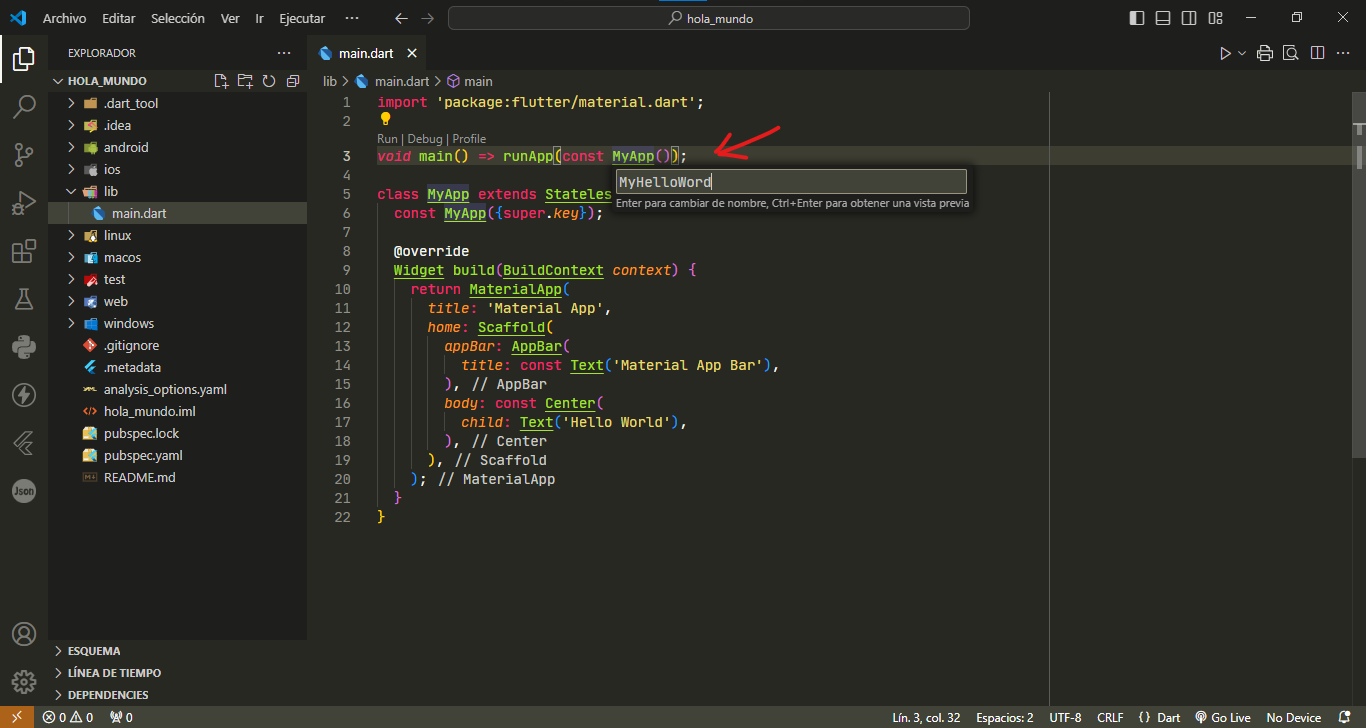 Archivo Editar Selección Ver Ir Ejecutar ··· hola_mundo
EXPLORADOR ···
HOLA_MUNDO
.dart_tool
.idea
android
ios
lib
main.dart
linux
macos
test
web
windows
.gitignore
.metadata
analysis_options.yaml
hola_mundo.iml
pubspec.lock
pubspec.yaml
README.md
ESQUEMA
LÍNEA DE TIEMPO
DEPENDENCIES
Json
main.dart
lib > main.dart > main
1 import 'package:flutter/material.dart';
2
Run | Debug | Profile
3 void main() => runApp(const MyApp());
MyHelloWord
Enter para cambiar de nombre, Ctrl+Enter para obtener una vista previa
4
5 class MyApp extends Stateles
6 const MyApp({super.key});
7
8 @override
9 Widget build(BuildContext context) {
10 return MaterialApp(
11 title: 'Material App',
12 home: Scaffold(
13 appBar: AppBar(
14 title: const Text('Material App Bar'),
15 ), // AppBar
16 body: const Center(
17 child: Text('Hello World'),
18 ), // Center
19 ), // Scaffold
20 ); // MaterialApp
21 }
22 }
0 0 0 Lín. 3, col. 32 Espacios: 2 UTF-8 CRLF {} Dart Go Live No Device